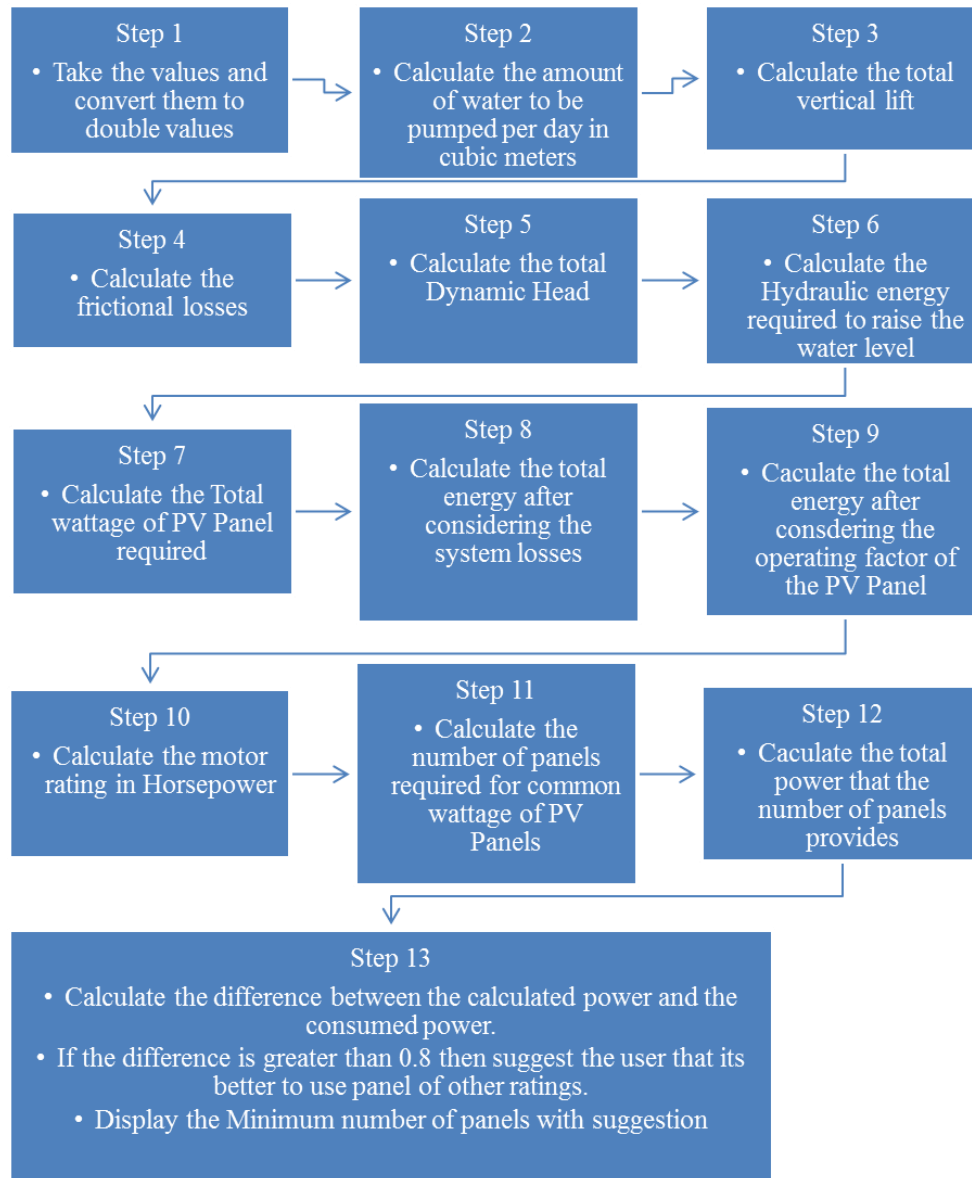 Step 1
• Take the values and
convert them to
double values
Step 2
• Calculate the amount
of water to be
pumped per day in
cubic meters
Step 3
• Calculate the total
vertical lift
Step 4
• Calculate the
frictional losses
Step 5
• Calculate the total
Dynamic Head
Step 6
• Calculate the
Hydraulic energy
required to raise the
water level
Step 7
• Calculate the Total
wattage of PV Panel
required
Step 8
• Calculate the total
energy after
considering the
system losses
Step 9
• Caculate the total
energy after
consdering the
operating factor of
the PV Panel
Step 10
• Calculate the motor
rating in Horsepower
Step 11
• Calculate the
number of panels
required for common
wattage of PV
Panels
Step 12
• Caculate the total
power that the
number of panels
provides
Step 13
• Calculate the difference between the calculated power and the
consumed power.
• If the difference is greater than 0.8 then suggest the user that its
better to use panel of other ratings.
• Display the Minimum number of panels with suggestion